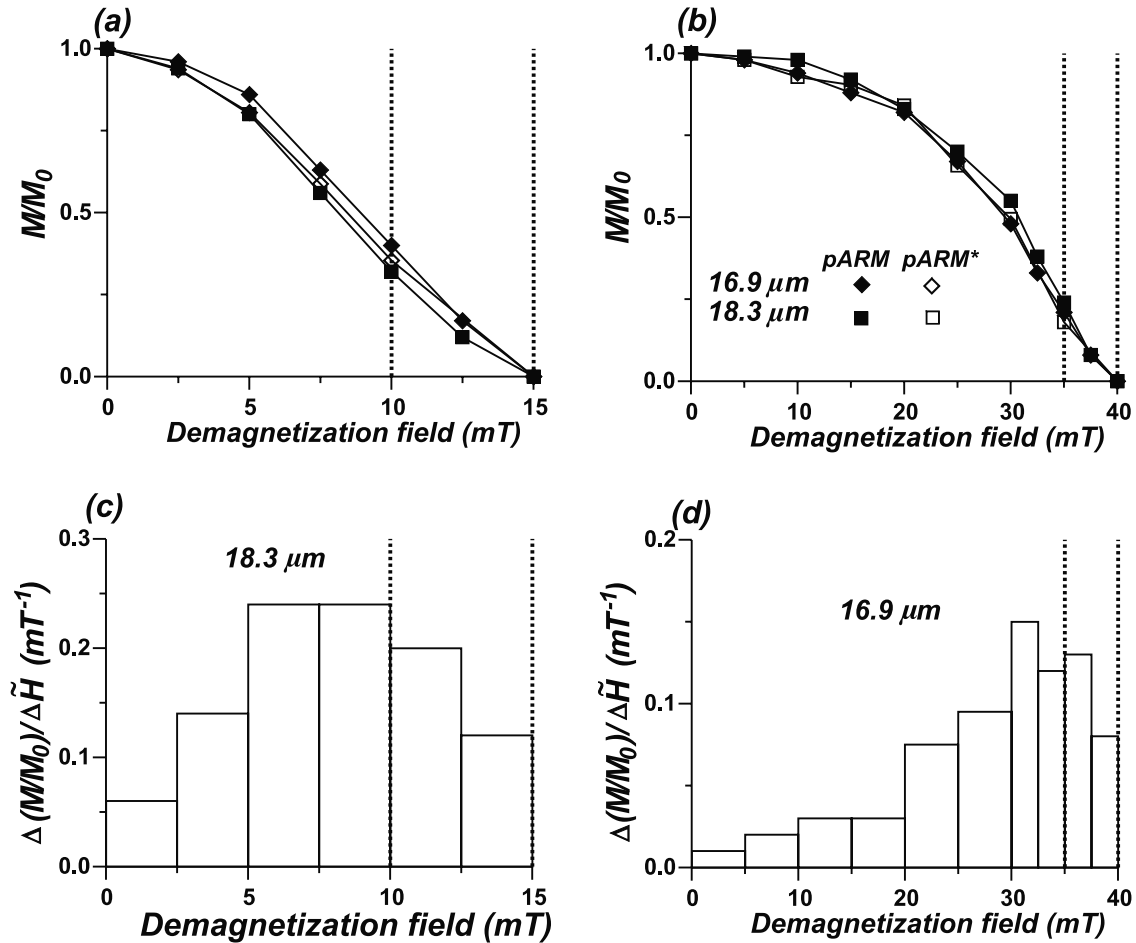 (a)
1.0
0.5
0.0
M/M0
0 5 10 15
Demagnetization field (mT)
(b)
1.0
0.5
0.0
M/M0
pARM pARM*
16.9 μm
18.3 μm
0 10 20 30 40
Demagnetization field (mT)
(c)
18.3 μm
0.3
0.2
0.1
0.0
Δ(M/M0)/ΔH̃ (mT-1)
0 5 10 15
Demagnetization field (mT)
(d)
16.9 μm
0.2
0.1
0.0
Δ(M/M0)/ΔH̃ (mT-1)
0 10 20 30 40
Demagnetization field (mT)